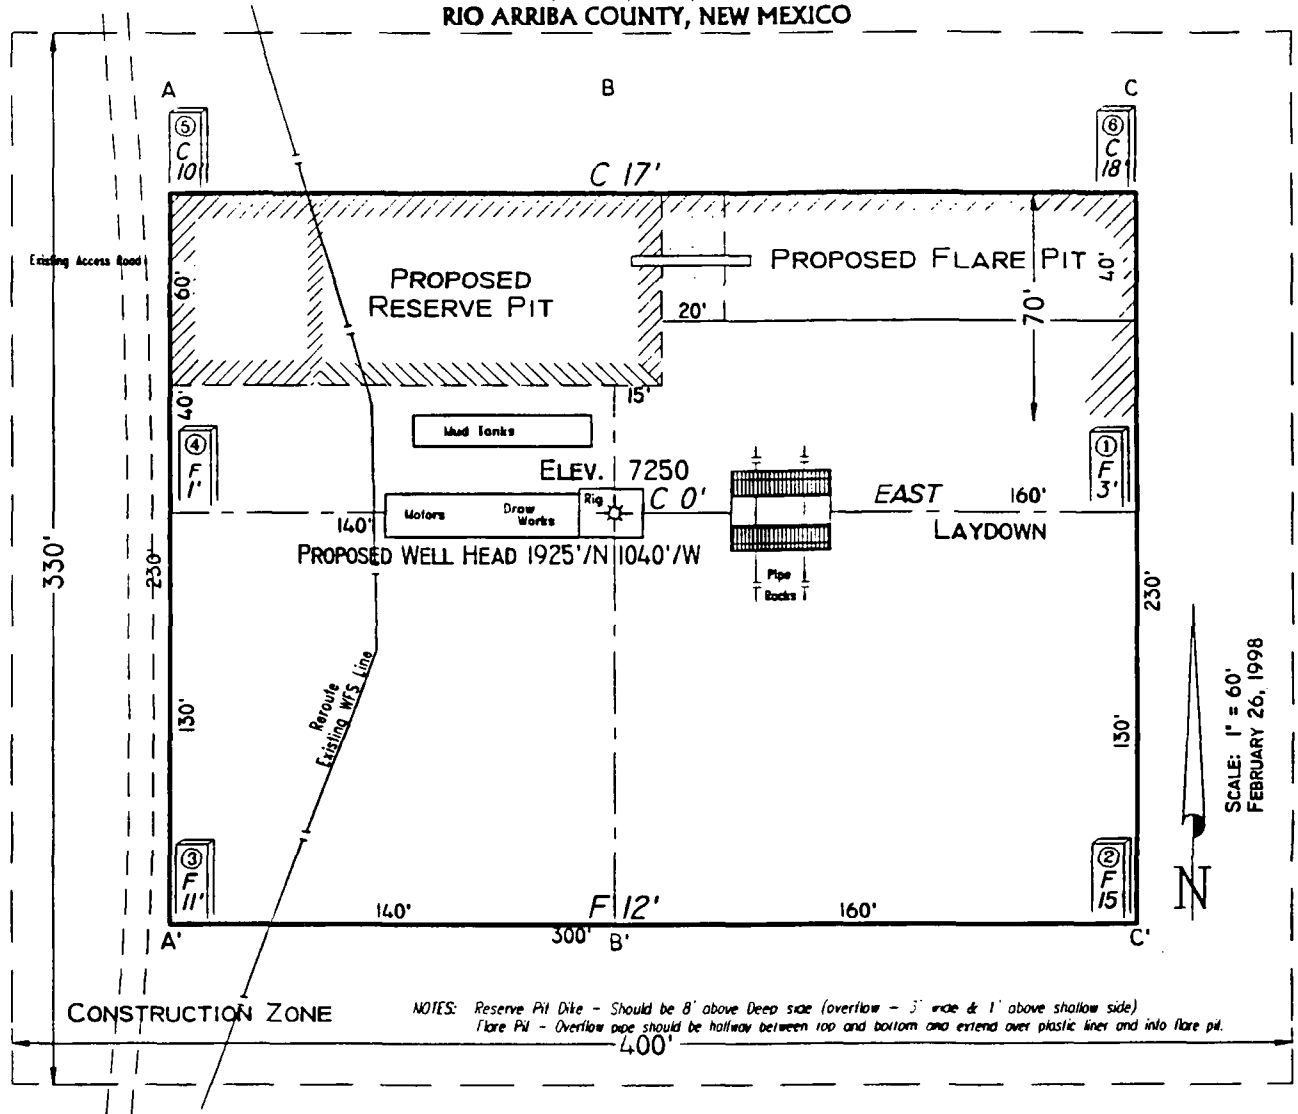 RIO ARRIBA COUNTY, NEW MEXICO
A
B
C
5
C
10'
6
C
18'
C 17'
Existing Access Road
60'
PROPOSED
RESERVE PIT
PROPOSED FLARE PIT
40'
70'
20'
15'
40'
Mud Tanks
4
F
1'
1
F
3'
ELEV. 7250
Rig
C 0'
EAST
160'
Motors
Draw
Works
140'
LAYDOWN
PROPOSED WELL HEAD 1925'/N 1040'/W
Pipe
Racks
330'
230'
230'
130'
130'
Reroute
Existing WFS Line
SCALE: 1" = 60'
FEBRUARY 26, 1998
N
3
F
11'
2
F
15'
140'
F 12'
160'
300'
A'
B'
C'
CONSTRUCTION ZONE
NOTES: Reserve Pit Dike - Should be 8' above Deep side (overflow - 3' wide & 1' above shallow side)
Flare Pit - Overflow pipe should be halfway between top and bottom and extend over plastic liner and into flare pit.
400'